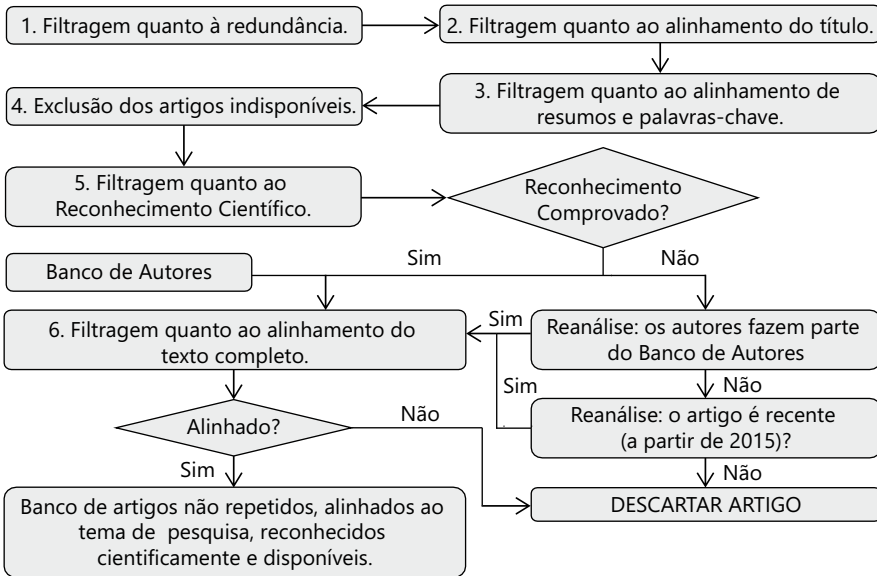 1. Filtragem quanto à redundância.
2. Filtragem quanto ao alinhamento do título.
3. Filtragem quanto ao alinhamento de
resumos e palavras-chave.
4. Exclusão dos artigos indisponíveis.
5. Filtragem quanto ao
Reconhecimento Científico.
Reconhecimento
Comprovado?
Sim
Não
Banco de Autores
6. Filtragem quanto ao alinhamento do
texto completo.
Sim
Reanálise: os autores fazem parte
do Banco de Autores
Não
Sim
Reanálise: o artigo é recente
(a partir de 2015)?
Não
Alinhado?
Não
Sim
Banco de artigos não repetidos, alinhados ao
tema de pesquisa, reconhecidos
cientificamente e disponíveis.
DESCARTAR ARTIGO